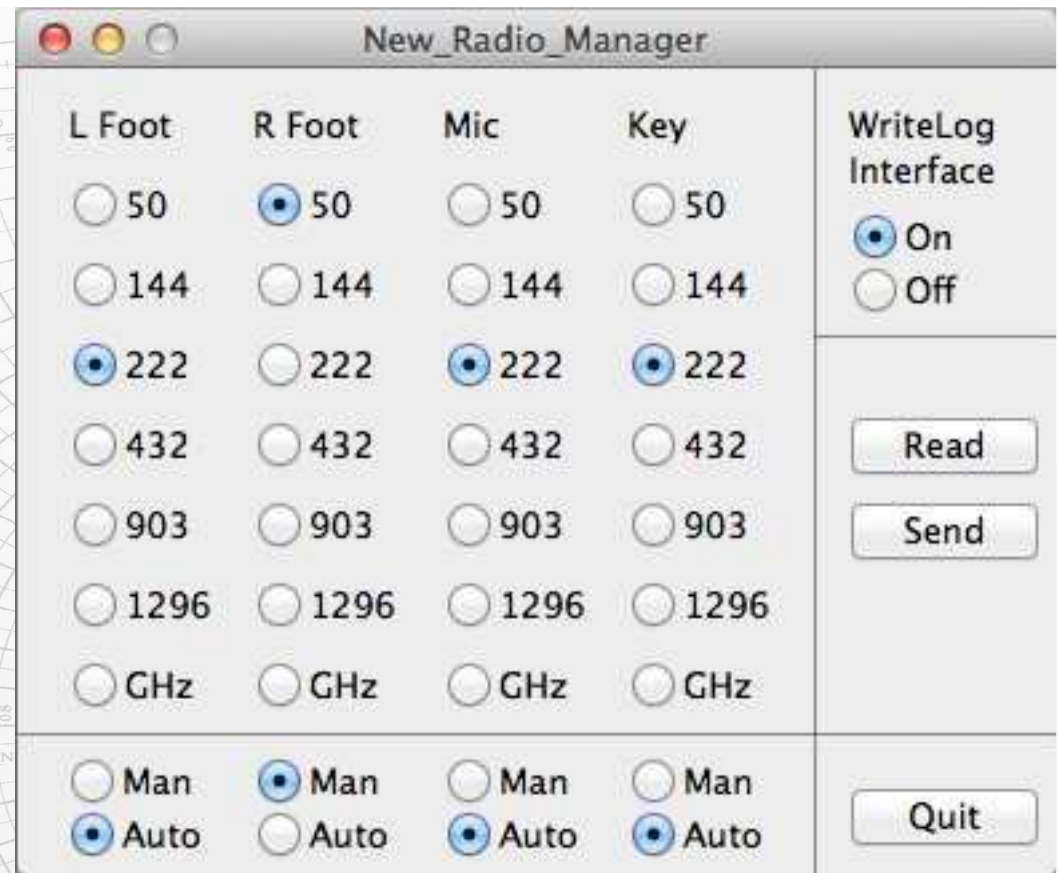 New_Radio_Manager
L Foot R Foot Mic Key
50 50 50 50
144 144 144 144
222 222 222 222
432 432 432 432
903 903 903 903
1296 1296 1296 1296
GHz GHz GHz GHz
Man Man Man Man
Auto Auto Auto Auto
WriteLog
Interface
On
Off
Read
Send
Quit